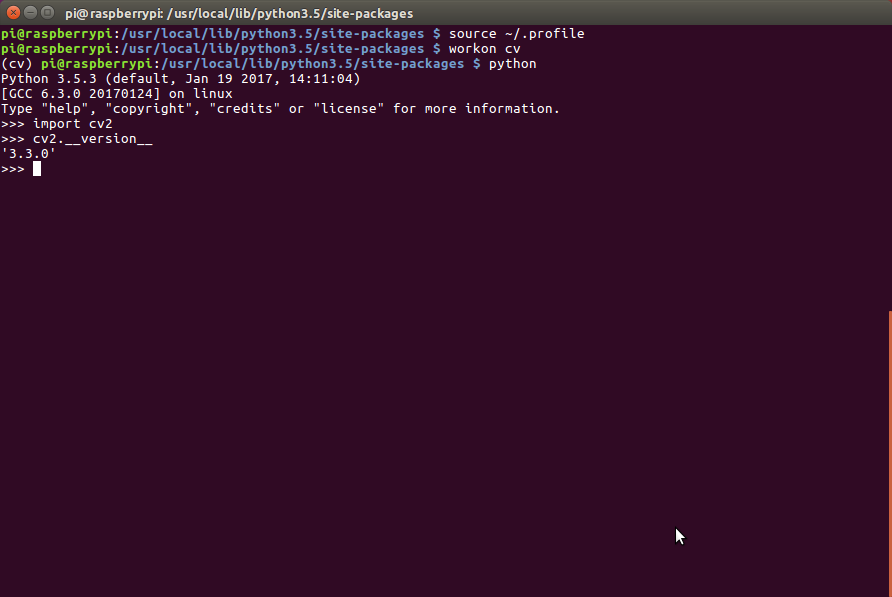 pi@raspberrypi: /usr/local/lib/python3.5/site-packages
pi@raspberrypi:/usr/local/lib/python3.5/site-packages $ source ~/.profile
pi@raspberrypi:/usr/local/lib/python3.5/site-packages $ workon cv
(cv) pi@raspberrypi:/usr/local/lib/python3.5/site-packages $ python
Python 3.5.3 (default, Jan 19 2017, 14:11:04)
[GCC 6.3.0 20170124] on linux
Type "help", "copyright", "credits" or "license" for more information.
>>> import cv2
>>> cv2.__version__
'3.3.0'
>>>